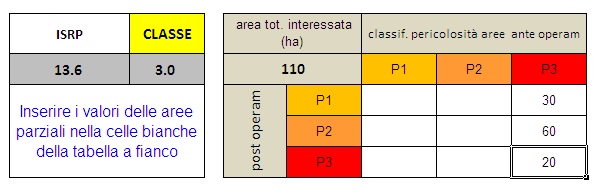 ISRP CLASSE
13.6 3.0
Inserire i valori delle aree
parziali nella celle bianche
della tabella a fianco
area tot. interessata
(ha)
classif. pericolosità aree ante operam
110 P1 P2 P3
post operam
P1 30
P2 60
P3 20